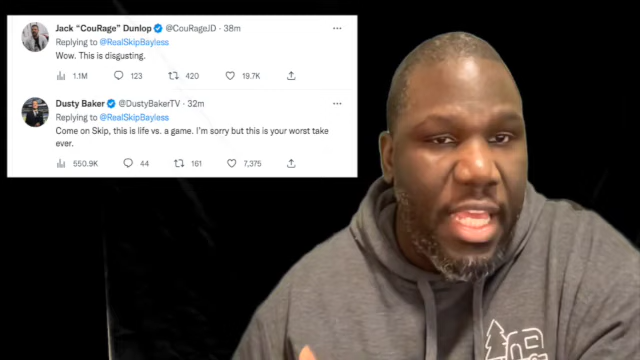 Jack “CouRage” Dunlop @CouRageJD · 38m
Replying to @RealSkipBayless
Wow. This is disgusting.
1.1M 123 420 19.7K
Dusty Baker @DustyBakerTV · 32m
Replying to @RealSkipBayless
Come on Skip, this is life vs. a game. I'm sorry but this is your worst take
ever.
550.9K 44 161 7,375